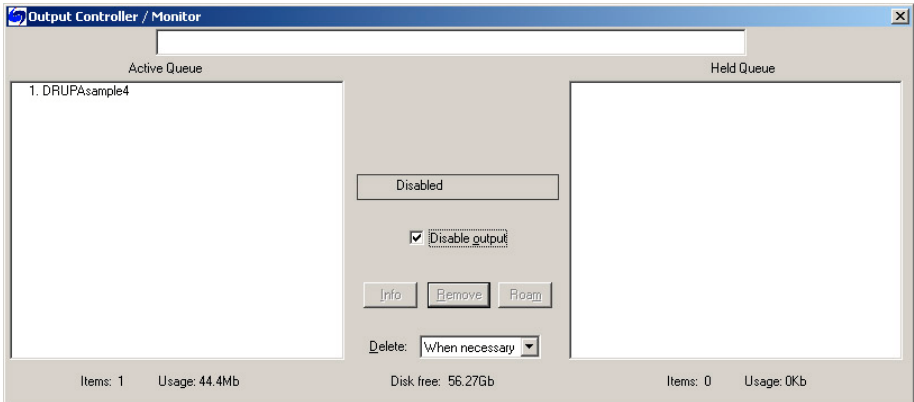 Output Controller / Monitor
Active Queue
Held Queue
1. DRUPAsample4
Disabled
Disable output
Info Remove Roam
Delete: When necessary
Items: 1 Usage: 44.4Mb
Disk free: 56.27Gb
Items: 0 Usage: 0Kb